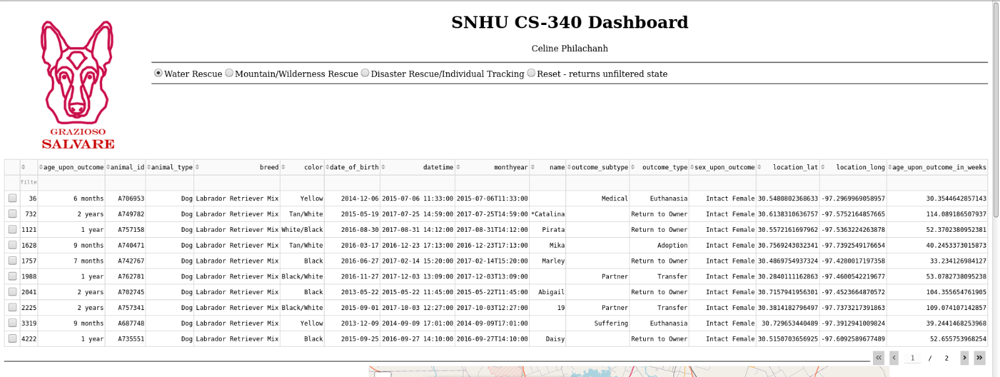 SNHU CS-340 Dashboard
Celine Philachanh
Water Rescue Mountain/Wilderness Rescue Disaster Rescue/Individual Tracking Reset - returns unfiltered state
GRAZIOSO
SALVARE
age_upon_outcome animal_id animal_type breed color date_of_birth datetime monthyear name outcome_subtype outcome_type sex_upon_outcome location_lat location_long age_upon_outcome_in_weeks
filte
36 6 months A706953 Dog Labrador Retriever Mix Yellow 2014-12-06 2015-07-06 11:33:00 2015-07-06T11:33:00 Medical Euthanasia Intact Female 30.5480802368633 -97.2969969058957 30.3544642857143
732 2 years A749782 Dog Labrador Retriever Mix Tan/White 2015-05-19 2017-07-25 14:59:00 2017-07-25T14:59:00 *Catalina Return to Owner Intact Female 30.6138310636757 -97.5752164857665 114.089186507937
1121 1 year A757158 Dog Labrador Retriever Mix White/Black 2016-08-30 2017-08-31 14:12:00 2017-08-31T14:12:00 Pirata Return to Owner Intact Female 30.5572161697962 -97.5363224263878 52.3702380952381
1628 9 months A740471 Dog Labrador Retriever Mix Tan/White 2016-03-17 2016-12-23 17:13:00 2016-12-23T17:13:00 Mika Adoption Intact Female 30.7569243032341 -97.7392549176654 40.2453373015873
1757 7 months A742767 Dog Labrador Retriever Mix Black 2016-06-27 2017-02-14 15:20:00 2017-02-14T15:20:00 Marley Return to Owner Intact Female 30.4869754937324 -97.4280017197358 33.234126984127
1988 1 year A762781 Dog Labrador Retriever Mix Black/White 2016-11-27 2017-12-03 13:09:00 2017-12-03T13:09:00 Partner Transfer Intact Female 30.2840111162863 -97.4600542219677 53.0782738095238
2041 2 years A702745 Dog Labrador Retriever Mix Black 2013-05-22 2015-05-22 11:45:00 2015-05-22T11:45:00 Abigail Return to Owner Intact Female 30.7157941956301 -97.4523664870572 104.355654761905
2225 2 years A757341 Dog Labrador Retriever Mix Black/White 2015-09-01 2017-10-03 12:27:00 2017-10-03T12:27:00 19 Partner Transfer Intact Female 30.3814182796497 -97.7373217391863 109.074107142857
3319 9 months A687748 Dog Labrador Retriever Mix Yellow 2013-12-09 2014-09-09 17:01:00 2014-09-09T17:01:00 Suffering Euthanasia Intact Female 30.729653440489 -97.3912941009824 39.2441468253968
4222 1 year A735551 Dog Labrador Retriever Mix Black 2015-09-25 2016-09-27 14:10:00 2016-09-27T14:10:00 Daisy Return to Owner Intact Female 30.5150703656925 -97.6092589677489 52.655753968254
1 / 2